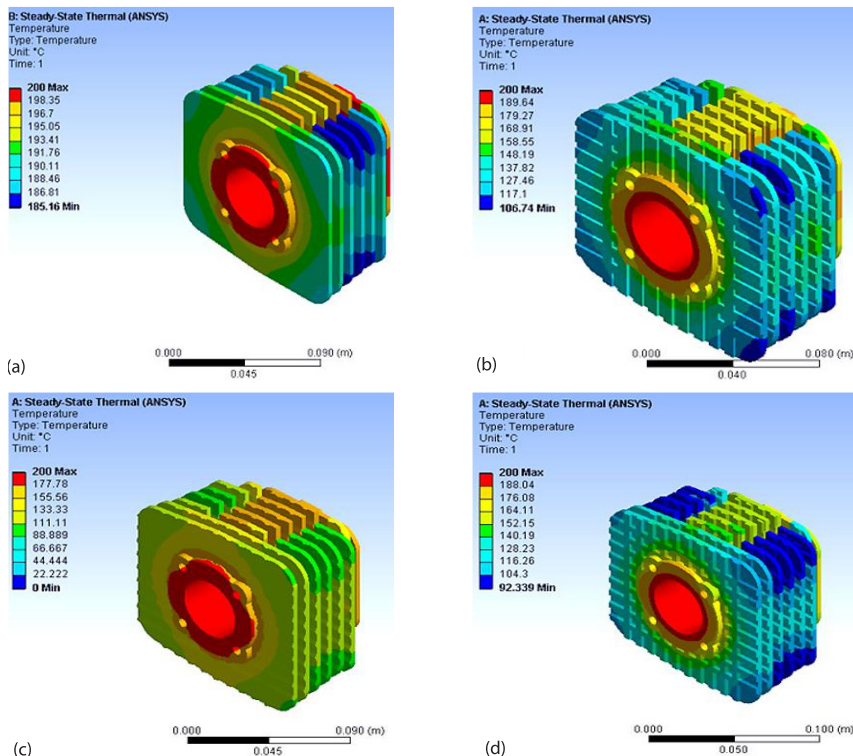 B: Steady-State Thermal (ANSYS)
Temperature
Type: Temperature
Unit: °C
Time: 1
200 Max
198.35
196.7
195.05
193.41
191.76
190.11
188.46
186.81
185.16 Min
0.000
0.090 (m)
0.045
(a)
A: Steady-State Thermal (ANSYS)
Temperature
Type: Temperature
Unit: °C
Time: 1
200 Max
189.64
179.27
168.91
158.55
148.19
137.82
127.46
117.1
106.74 Min
0.000
0.080 (m)
0.040
(b)
A: Steady-State Thermal (ANSYS)
Temperature
Type: Temperature
Unit: °C
Time: 1
200 Max
177.78
155.56
133.33
111.11
88.889
66.667
44.444
22.222
0 Min
0.000
0.090 (m)
0.045
(c)
A: Steady-State Thermal (ANSYS)
Temperature
Type: Temperature
Unit: °C
Time: 1
200 Max
188.04
176.08
164.11
152.15
140.19
128.23
116.26
104.3
92.339 Min
0.000
0.100 (m)
0.050
(d)